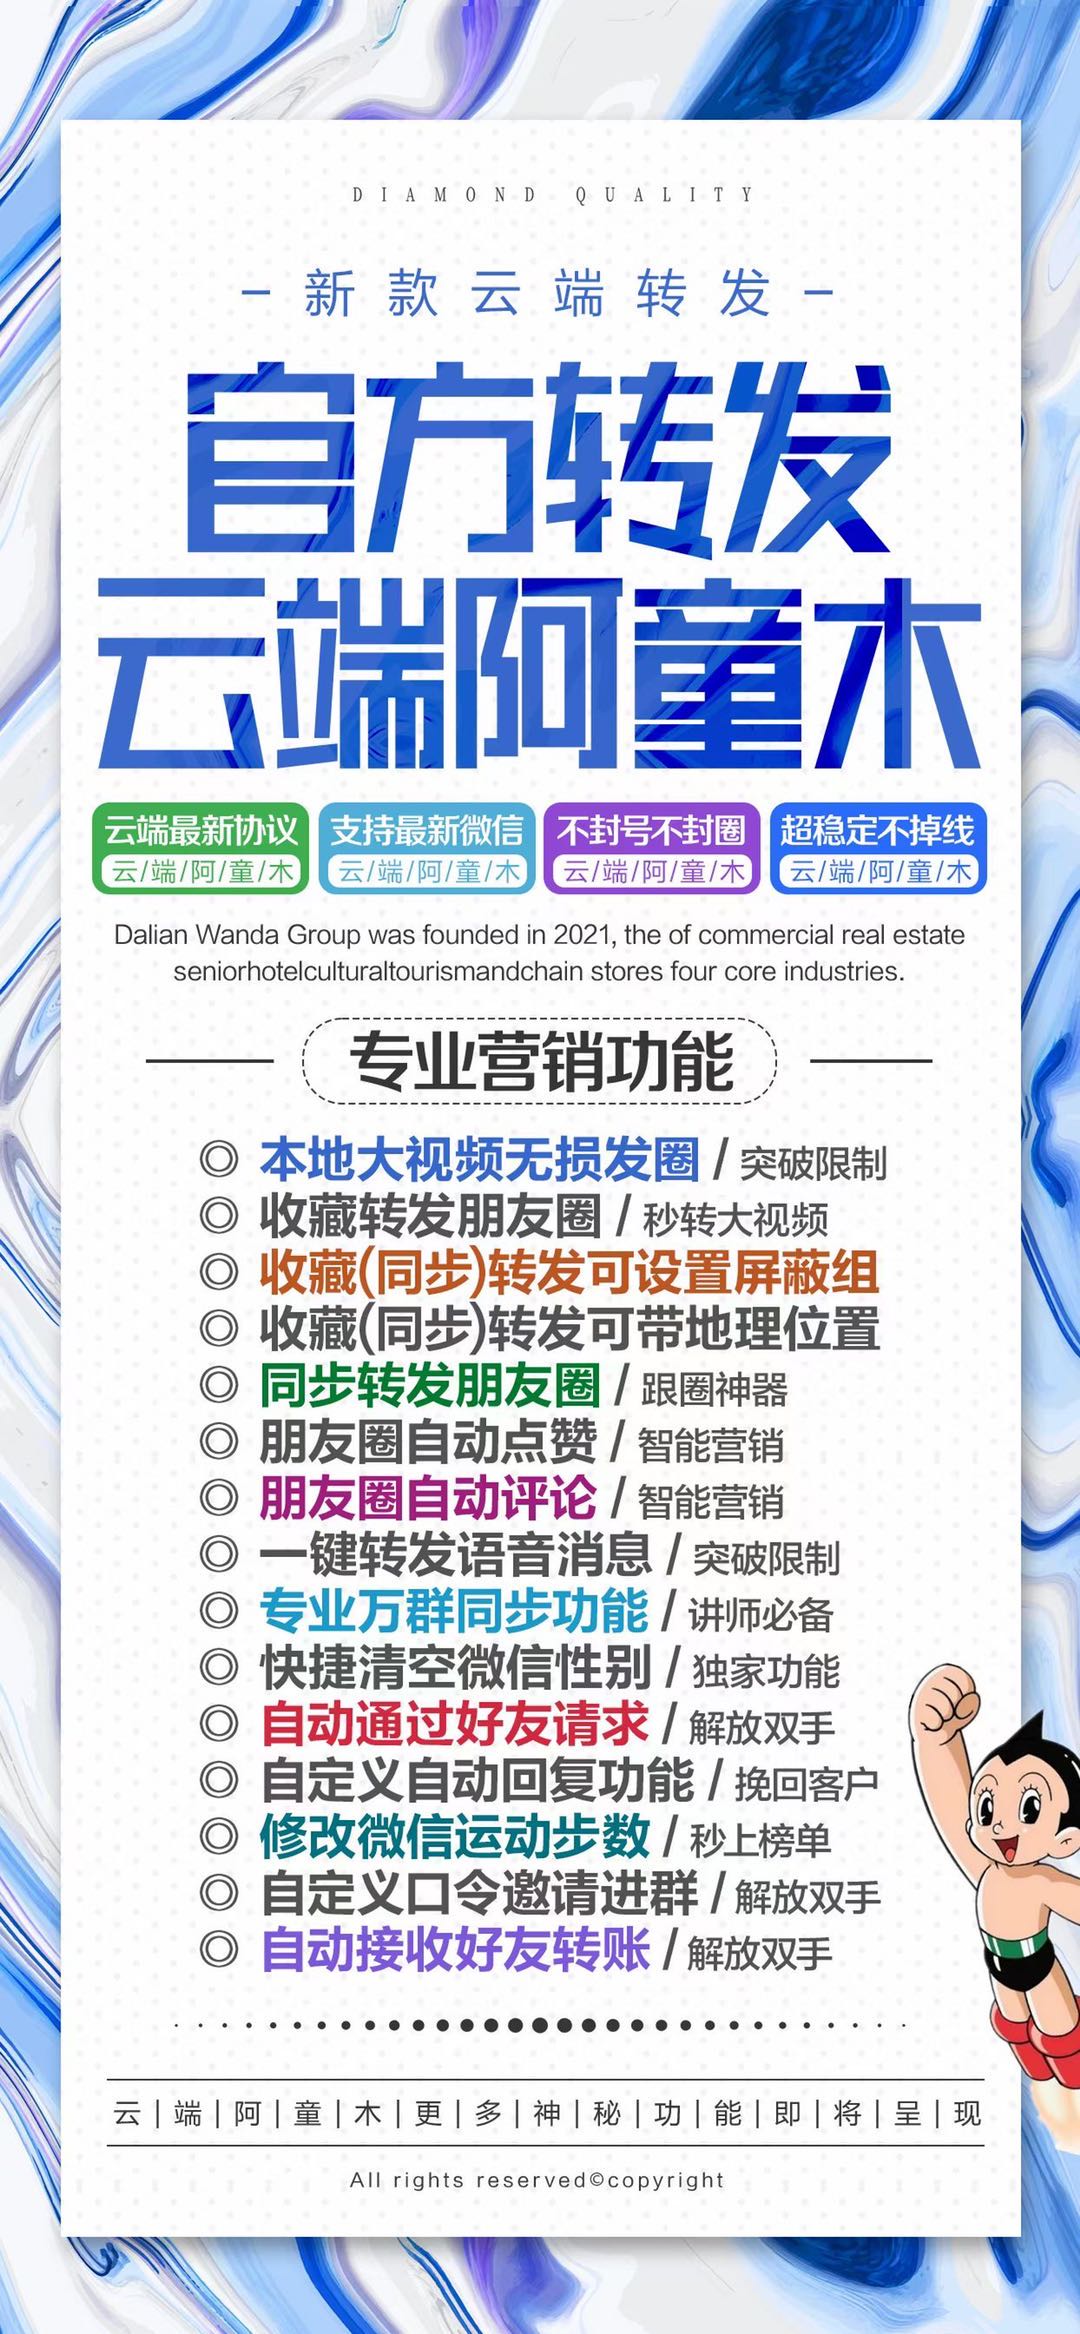 DIAMOND QUALITY
- 新款云端转发 -
官方转发
云端阿童木
云端最新协议 支持最新微信 不封号不封圈 超稳定不掉线
云/端/阿/童/木 云/端/阿/童/木 云/端/阿/童/木 云/端/阿/童/木
Dalian Wanda Group was founded in 2021, the of commercial real estate
seniorhotelculturaltourismandchain stores four core industries.
专业营销功能
◎ 本地大视频无损发圈 / 突破限制
◎ 收藏转发朋友圈 / 秒转大视频
◎ 收藏(同步)转发可设置屏蔽组
◎ 收藏(同步)转发可带地理位置
◎ 同步转发朋友圈 / 跟圈神器
◎ 朋友圈自动点赞 / 智能营销
◎ 朋友圈自动评论 / 智能营销
◎ 一键转发语音消息 / 突破限制
◎ 专业万群同步功能 / 讲师必备
◎ 快捷清空微信性别 / 独家功能
◎ 自动通过好友请求 / 解放双手
◎ 自定义自动回复功能 / 挽回客户
◎ 修改微信运动步数 / 秒上榜单
◎ 自定义口令邀请进群 / 解放双手
◎ 自动接收好友转账 / 解放双手
云|端|阿|童|木|更|多|神|秘|功|能|即|将|呈|现
All rights reserved©copyright